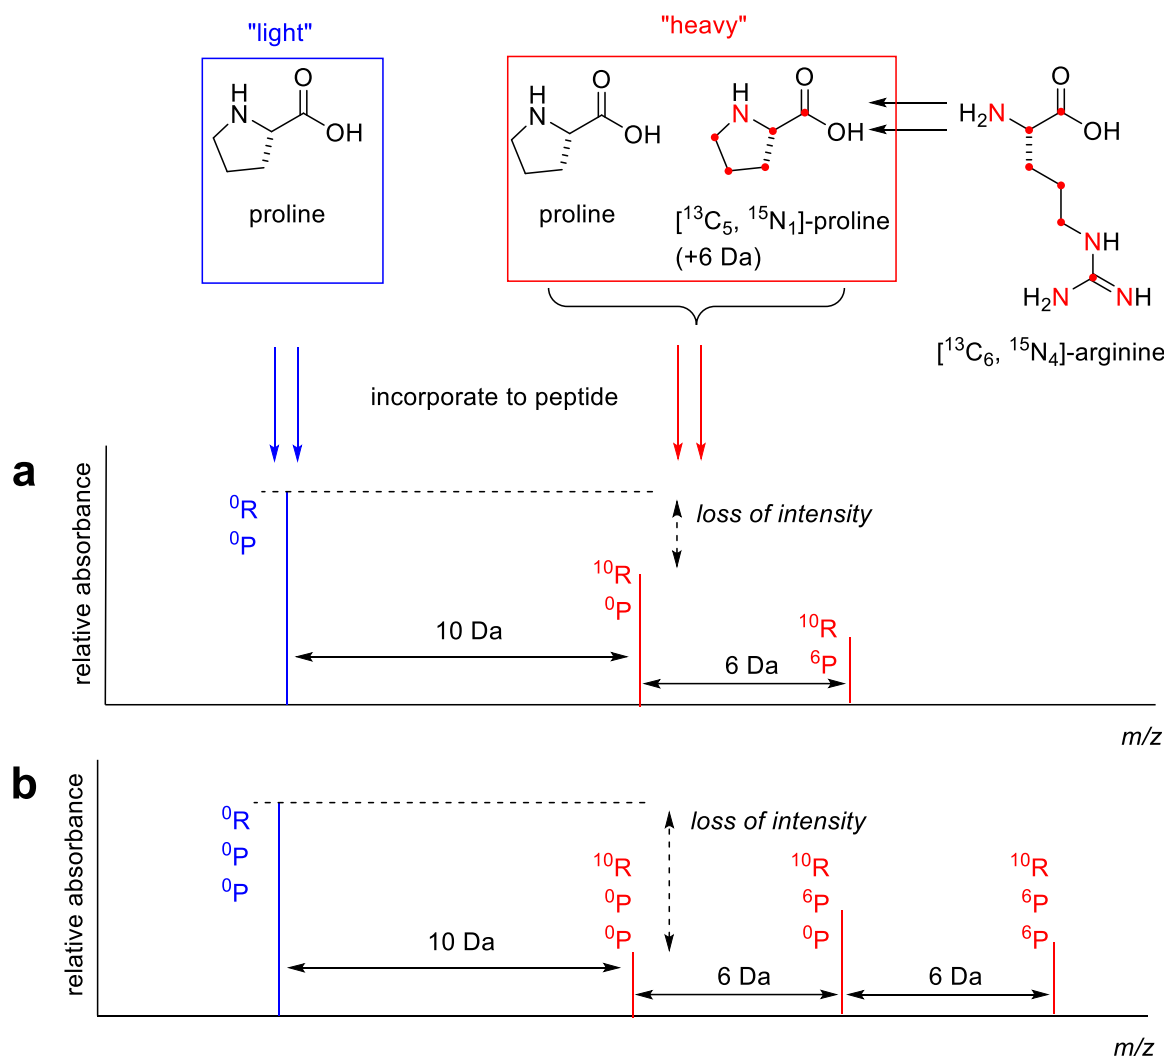 "light"
"heavy"
H
N
O
OH
proline
H
N
O
OH
proline
H
N
O
OH
[¹³C₅, ¹⁵N₁]-proline
(+6 Da)
O
H₂N
OH
NH
H₂N
NH
[¹³C₆, ¹⁵N₄]-arginine
incorporate to peptide
a
relative absorbance
⁰R
⁰P
loss of intensity
¹⁰R
⁰P
10 Da
¹⁰R
⁶P
6 Da
m/z
b
relative absorbance
⁰R
⁰P
⁰P
loss of intensity
¹⁰R
⁰P
⁰P
¹⁰R
⁶P
⁰P
¹⁰R
⁶P
⁶P
10 Da
6 Da
6 Da
m/z